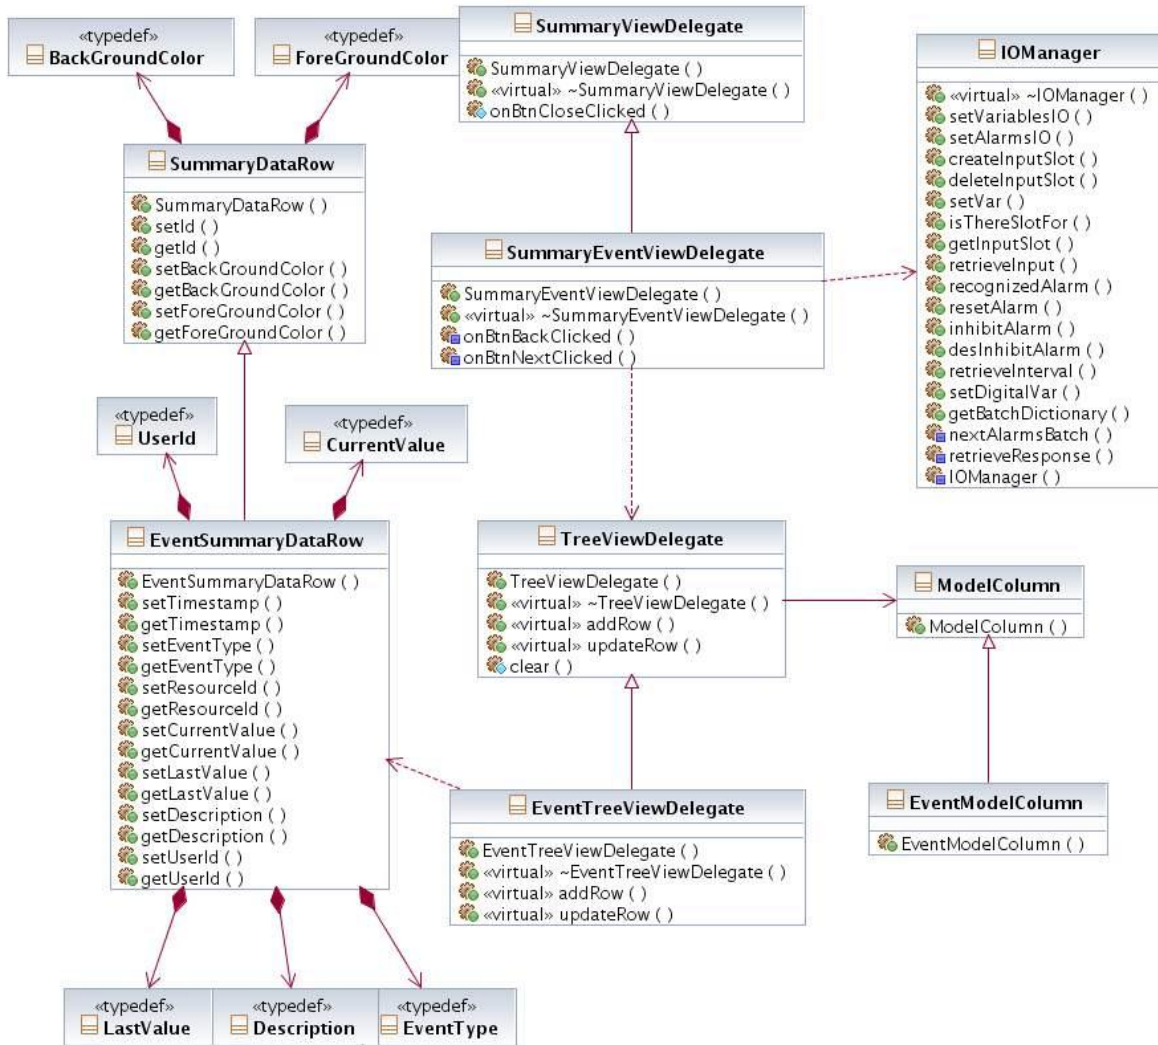 «typedef»
BackGroundColor
«typedef»
ForeGroundColor
SummaryViewDelegate
SummaryViewDelegate ( )
«virtual» ~SummaryViewDelegate ( )
onBtnCloseClicked ( )
IOManager
«virtual» ~IOManager ( )
setVariablesIO ( )
setAlarmsIO ( )
createInputSlot ( )
deleteInputSlot ( )
setVar ( )
isThereSlotFor ( )
getInputSlot ( )
retrieveInput ( )
recognizedAlarm ( )
resetAlarm ( )
inhibitAlarm ( )
desInhibitAlarm ( )
retrieveInterval ( )
setDigitalVar ( )
getBatchDictionary ( )
nextAlarmsBatch ( )
retrieveResponse ( )
IOManager ( )
SummaryDataRow
SummaryDataRow ( )
setId ( )
getId ( )
setBackGroundColor ( )
getBackGroundColor ( )
setForeGroundColor ( )
getForeGroundColor ( )
SummaryEventViewDelegate
SummaryEventViewDelegate ( )
«virtual» ~SummaryEventViewDelegate ( )
onBtnBackClicked ( )
onBtnNextClicked ( )
«typedef»
UserId
«typedef»
CurrentValue
EventSummaryDataRow
EventSummaryDataRow ( )
setTimestamp ( )
getTimestamp ( )
setEventType ( )
getEventType ( )
setResourceId ( )
getResourceId ( )
setCurrentValue ( )
getCurrentValue ( )
setLastValue ( )
getLastValue ( )
setDescription ( )
getDescription ( )
setUserId ( )
getUserId ( )
TreeViewDelegate
TreeViewDelegate ( )
«virtual» ~TreeViewDelegate ( )
«virtual» addRow ( )
«virtual» updateRow ( )
clear ( )
ModelColumn
ModelColumn ( )
EventTreeViewDelegate
EventTreeViewDelegate ( )
«virtual» ~EventTreeViewDelegate ( )
«virtual» addRow ( )
«virtual» updateRow ( )
EventModelColumn
EventModelColumn ( )
«typedef»
LastValue
«typedef»
Description
«typedef»
EventType